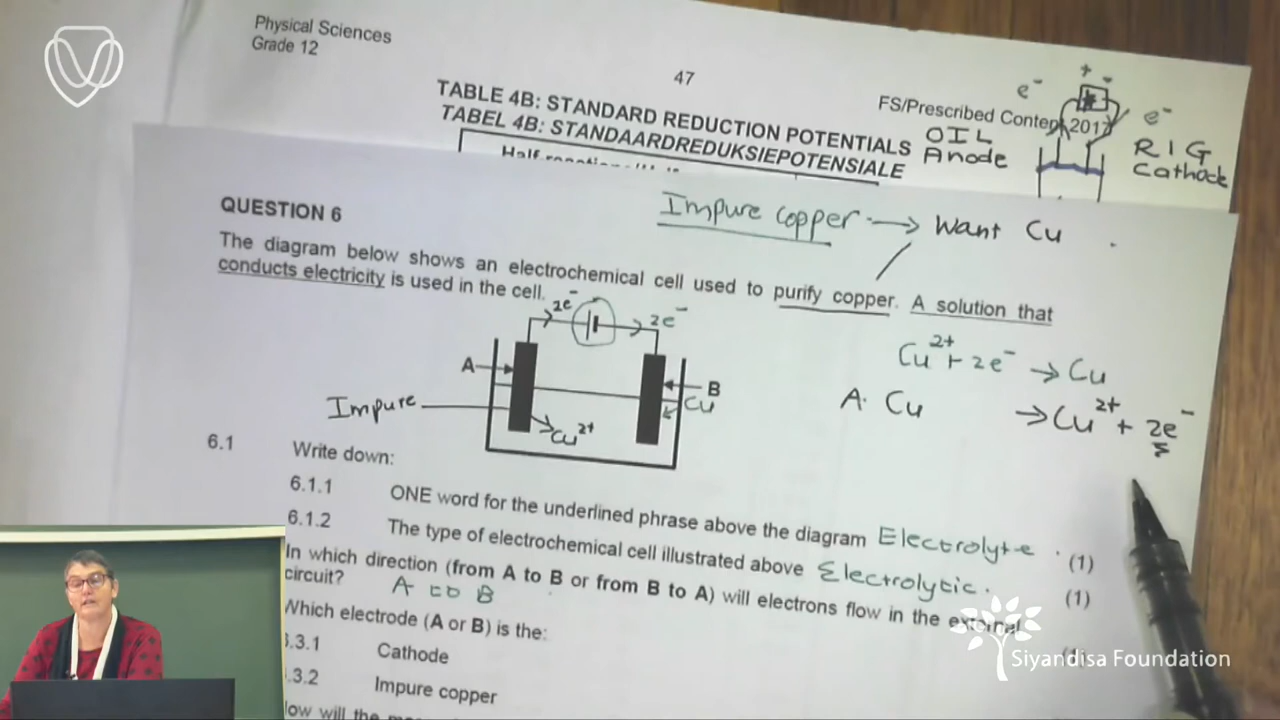 Physical Sciences
Grade 12
47
FS/Prescribed Content 2017
TABLE 4B: STANDARD REDUCTION POTENTIALS
TABEL 4B: STANDAARDREDUKSIEPOTENSIALE
e⁻
+ -
e⁻
OIL
Anode
RIG
Cathode
QUESTION 6
Impure copper → Want Cu
The diagram below shows an electrochemical cell used to purify copper. A solution that
conducts electricity is used in the cell.
2e⁻
2e⁻
A
B
Cu
Impure
Cu²⁺
Cu²⁺ + 2e⁻ → Cu
A. Cu → Cu²⁺ + 2e⁻
6.1 Write down:
6.1.1 ONE word for the underlined phrase above the diagram Electrolyte. (1)
6.1.2 The type of electrochemical cell illustrated above Electrolytic. (1)
In which direction (from A to B or from B to A) will electrons flow in the external
circuit? A to B
Which electrode (A or B) is the:
.3.1 Cathode
.3.2 Impure copper
will the
Siyandisa Foundation